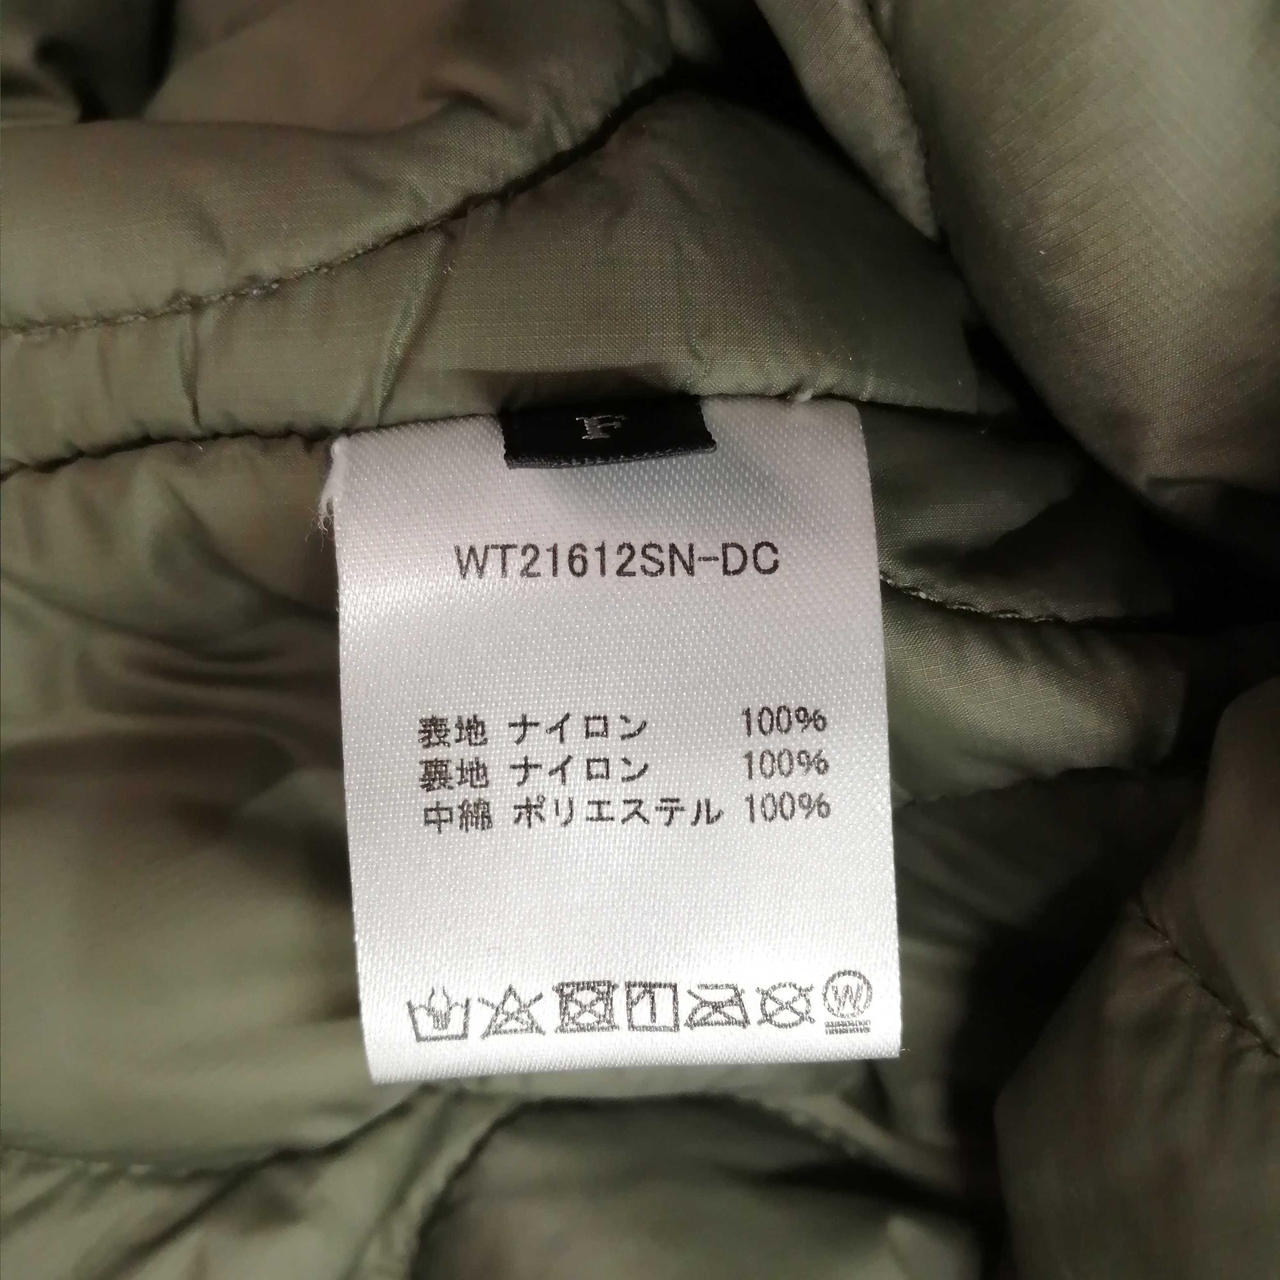 F
WT21612SN-DC
表地 ナイロン 100%
裏地 ナイロン 100%
中綿 ポリエステル 100%
W